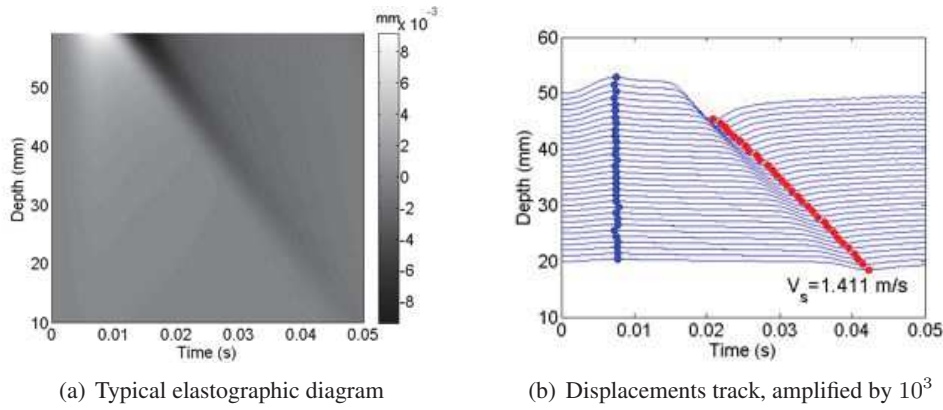 mm x 10⁻³
8
6
4
2
0
-2
-4
-6
-8
50
40
30
20
10
Depth (mm)
0 0.01 0.02 0.03 0.04 0.05
Time (s)
(a) Typical elastographic diagram
60
50
40
30
20
10
Depth (mm)
V_s=1.411 m/s
0 0.01 0.02 0.03 0.04 0.05
Time (s)
(b) Displacements track, amplified by 10³